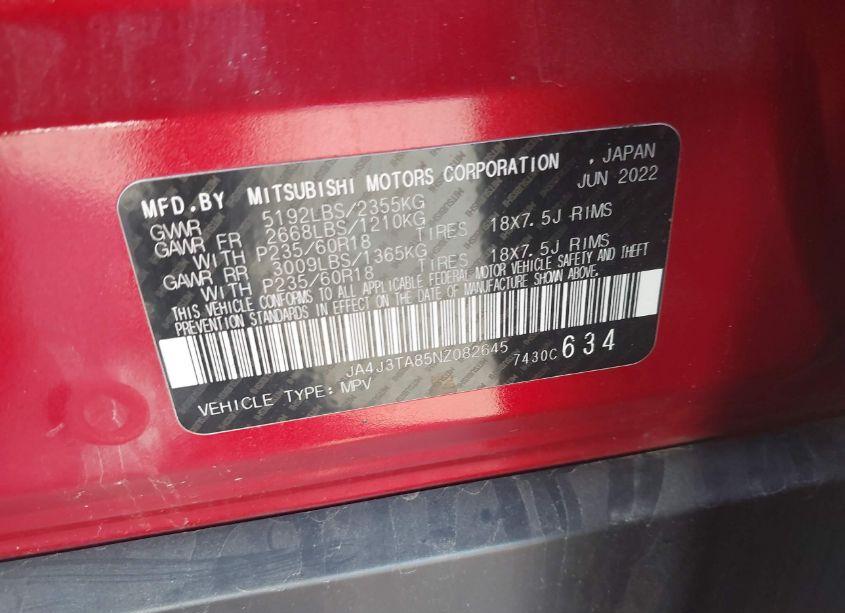 MFD.BY MITSUBISHI MOTORS CORPORATION , JAPAN
JUN 2022
GVWR 5192LBS/2355KG
GAWR FR 2668LBS/1210KG
WITH P235/60R18 TIRES 18X7.5J RIMS
GAWR RR 3009LBS/1365KG
WITH P235/60R18 TIRES 18X7.5J RIMS
THIS VEHICLE CONFORMS TO ALL APPLICABLE FEDERAL MOTOR VEHICLE SAFETY AND THEFT
PREVENTION STANDARDS IN EFFECT ON THE DATE OF MANUFACTURE SHOWN ABOVE.
JA4J3TA85NZ082645 7430C 634
VEHICLE TYPE: MPV